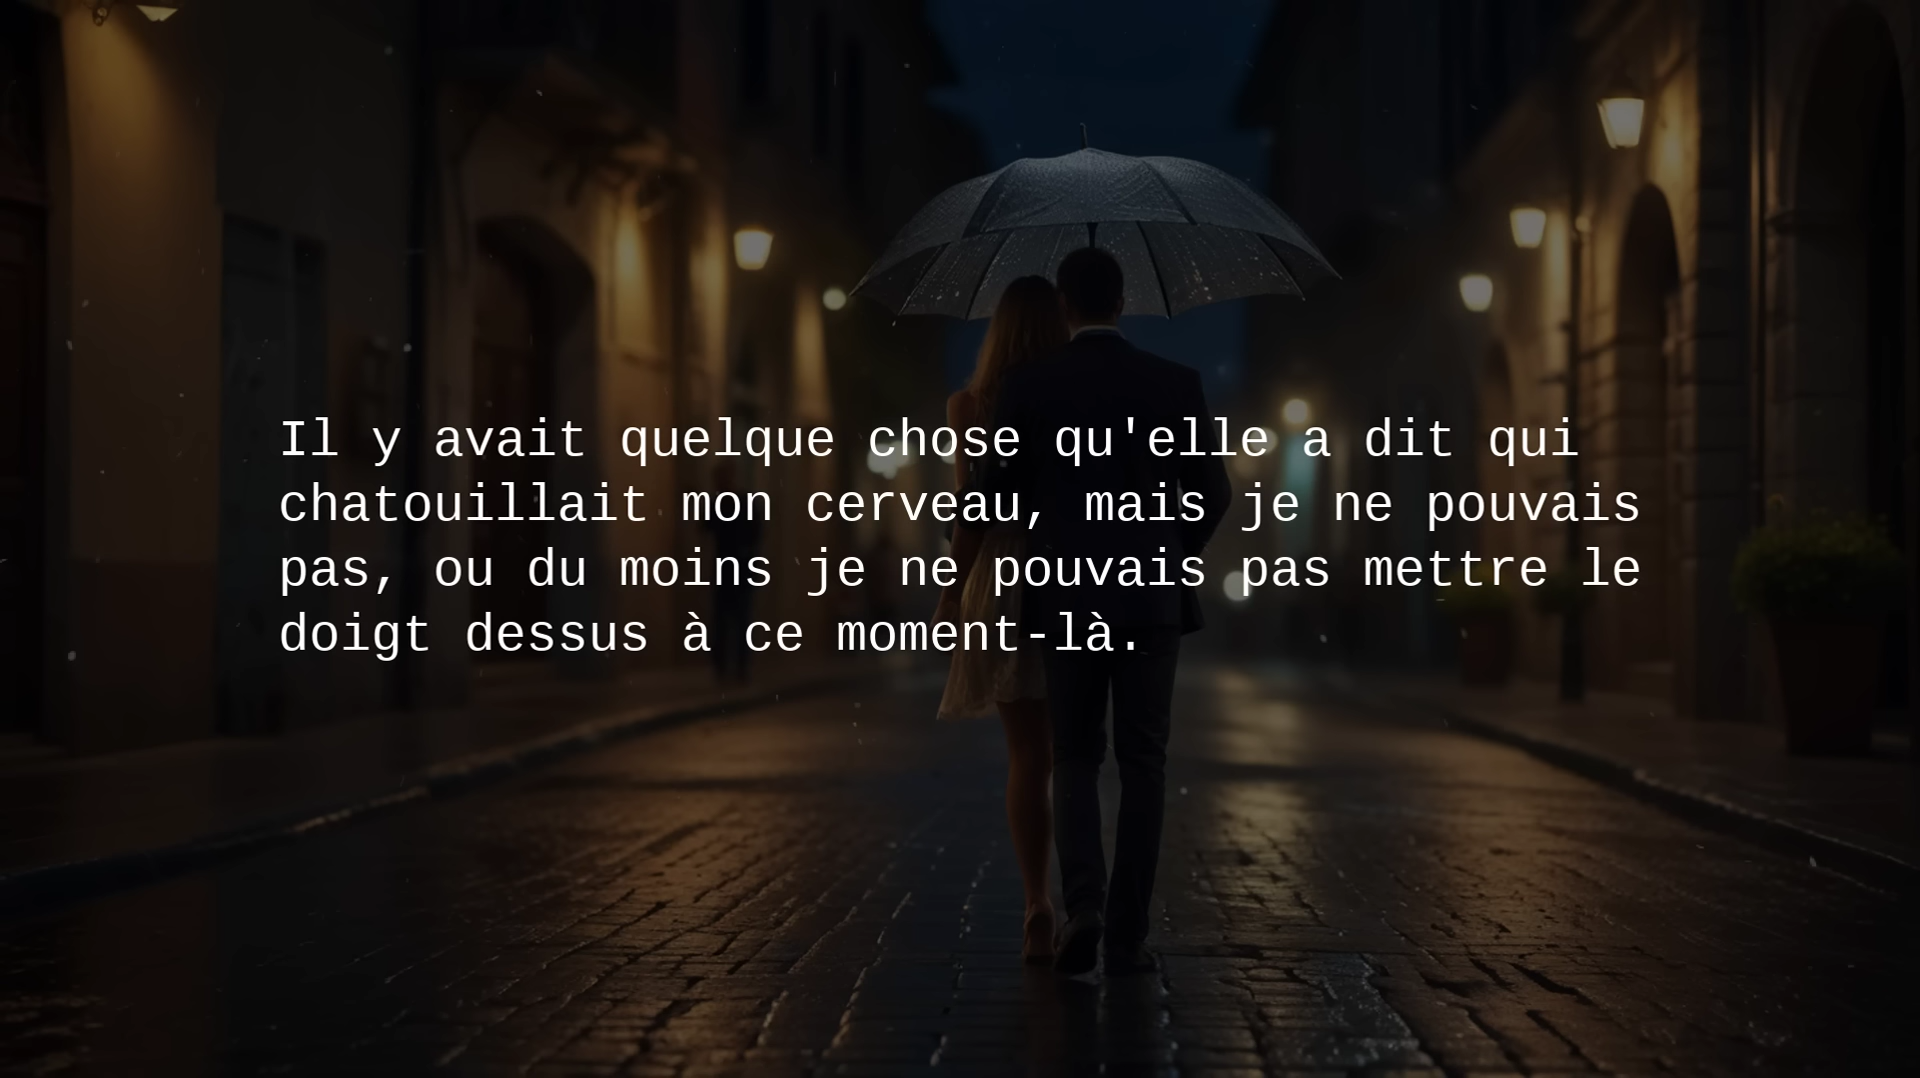 Il y avait quelque chose qu'elle a dit qui
chatouillait mon cerveau, mais je ne pouvais
pas, ou du moins je ne pouvais pas mettre le
doigt dessus à ce moment-là.